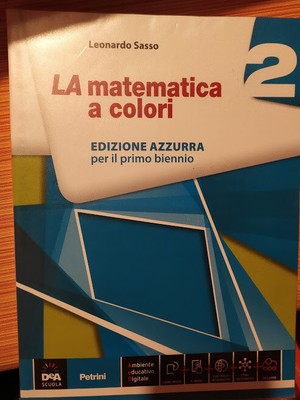 Leonardo Sasso
2
LA matematica
a colori
EDIZIONE AZZURRA
per il primo biennio
DeA
SCUOLA
Petrini
Ambiente
educativo
Digitale